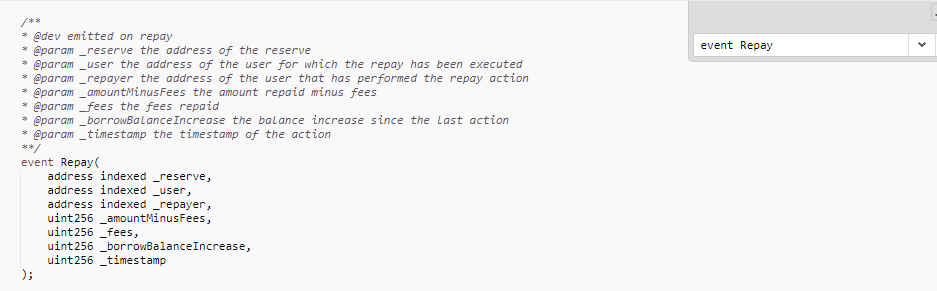 /**
* @dev emitted on repay
* @param _reserve the address of the reserve
* @param _user the address of the user for which the repay has been executed
* @param _repayer the address of the user that has performed the repay action
* @param _amountMinusFees the amount repaid minus fees
* @param _fees the fees repaid
* @param _borrowBalanceIncrease the balance increase since the last action
* @param _timestamp the timestamp of the action
**/
event Repay(
address indexed _reserve,
address indexed _user,
address indexed _repayer,
uint256 _amountMinusFees,
uint256 _fees,
uint256 _borrowBalanceIncrease,
uint256 _timestamp
);
event Repay